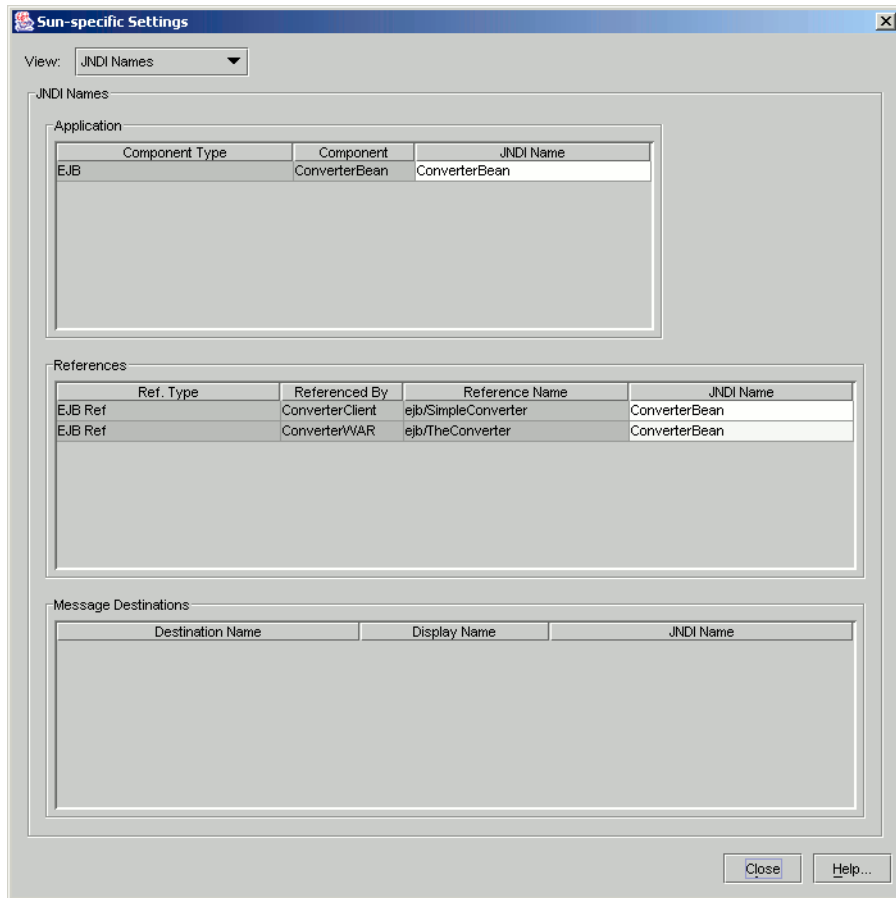 Sun-specific Settings
View: JNDI Names
JNDI Names
Application
Component Type Component JNDI Name
EJB ConverterBean ConverterBean
References
Ref. Type Referenced By Reference Name JNDI Name
EJB Ref ConverterClient ejb/SimpleConverter ConverterBean
EJB Ref ConverterWAR ejb/TheConverter ConverterBean
Message Destinations
Destination Name Display Name JNDI Name
Close Help...